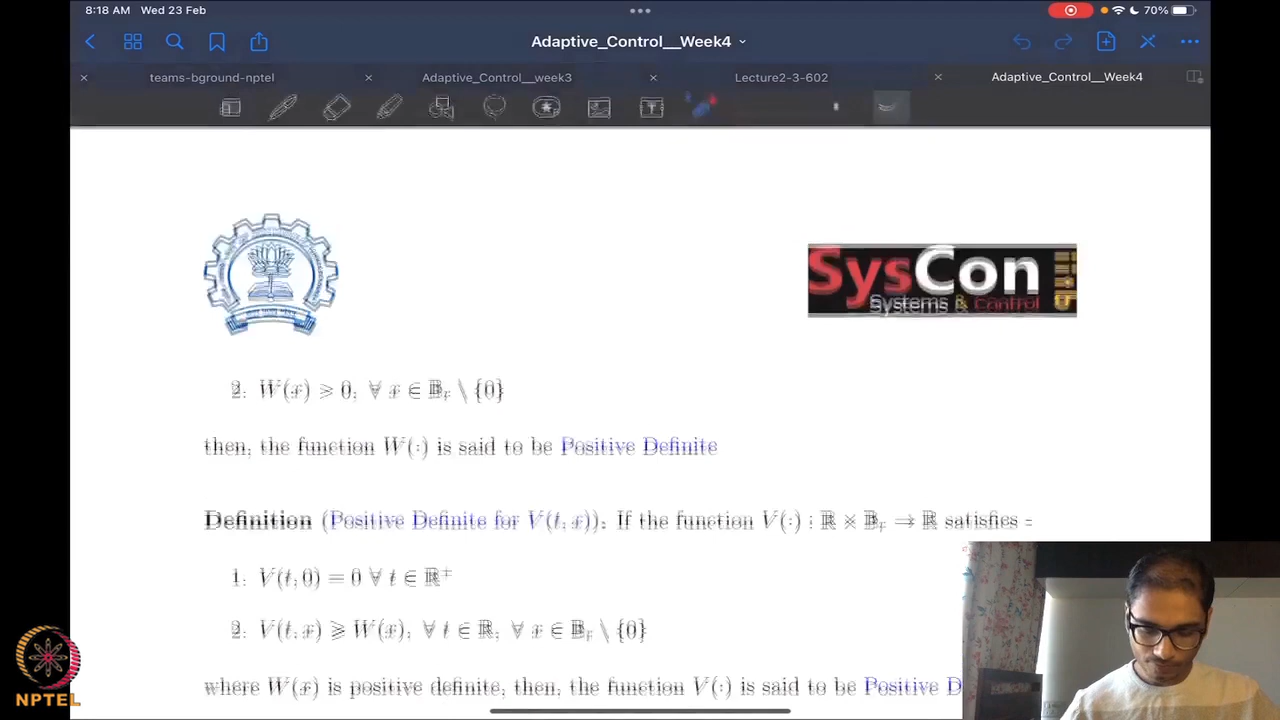 8:18 AM Wed 23 Feb
70%
Adaptive_Control__Week4
teams-bground-nptel
Adaptive_Control__week3
Lecture2-3-602
Adaptive_Control__Week4
SysCon
Systems & Control
iitb
2. W(x) > 0, ∀ x ∈ 𝔹ᵣ \ {0}
then, the function W(·) is said to be Positive Definite
Definition (Positive Definite for V(t, x)). If the function V(·) : ℝ × 𝔹ᵣ → ℝ satisfies -
1. V(t, 0) = 0 ∀ t ∈ ℝ⁺
2. V(t, x) ⩾ W(x), ∀ t ∈ ℝ, ∀ x ∈ 𝔹ᵣ \ {0}
where W(x) is positive definite, then, the function V(·) is said to be Positive D
NPTEL